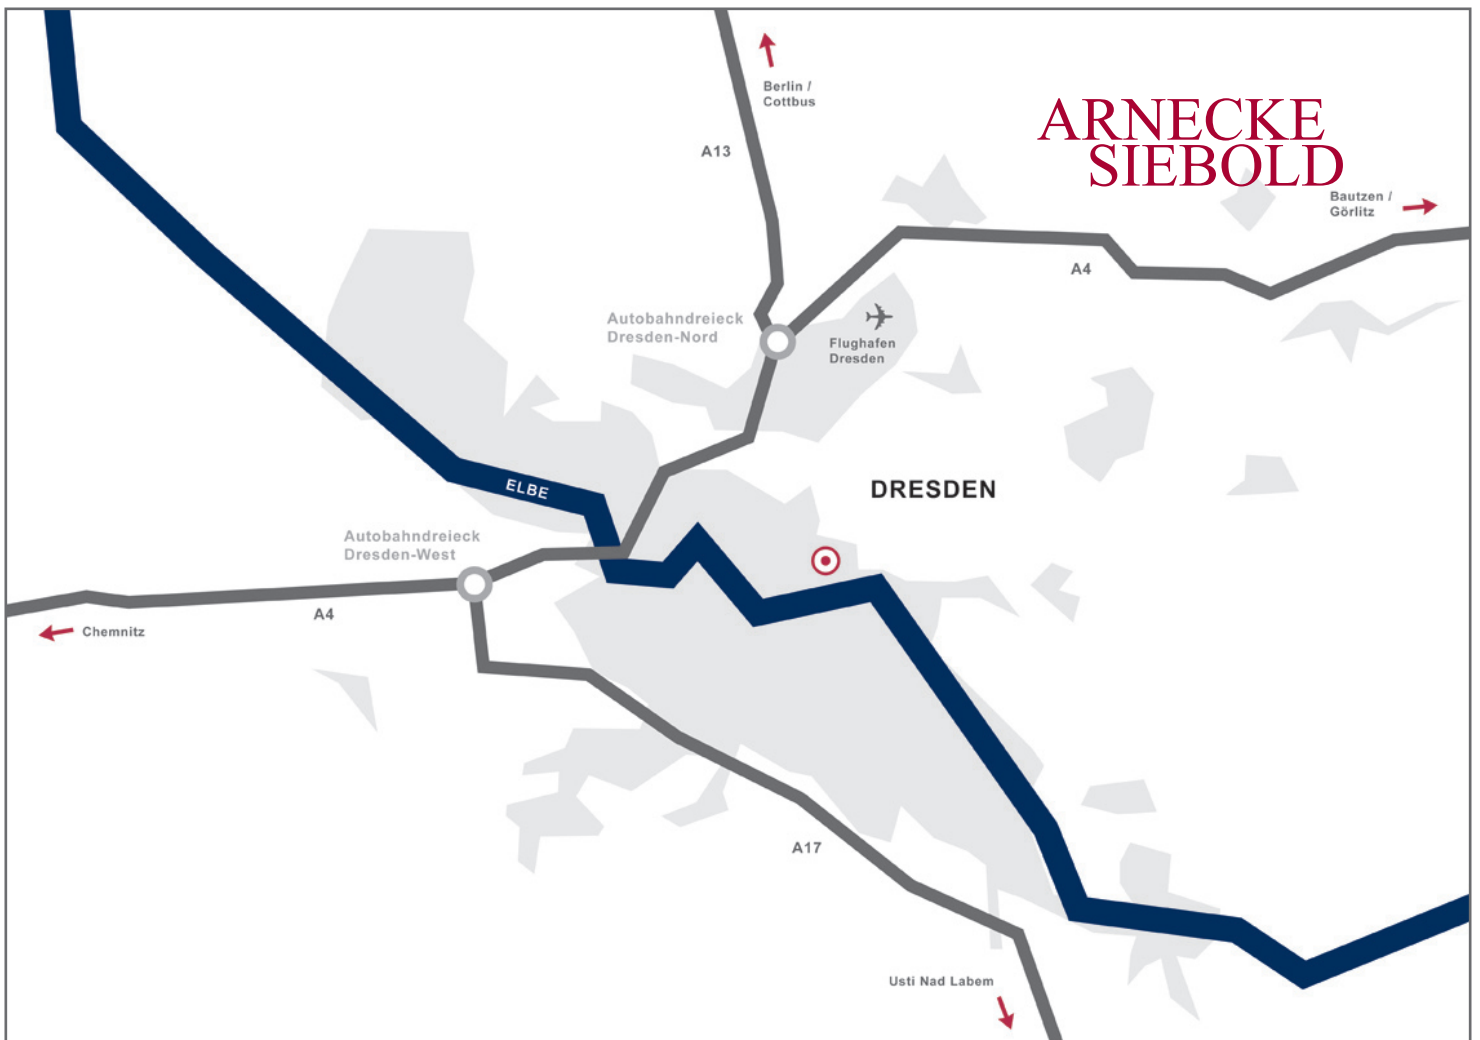 Berlin /
Cottbus
ARNECKE
SIEBOLD
A13
Bautzen /
Görlitz
A4
Autobahndreieck
Dresden-Nord
Flughafen
Dresden
DRESDEN
ELBE
Autobahndreieck
Dresden-West
A4
Chemnitz
A17
Usti Nad Labem